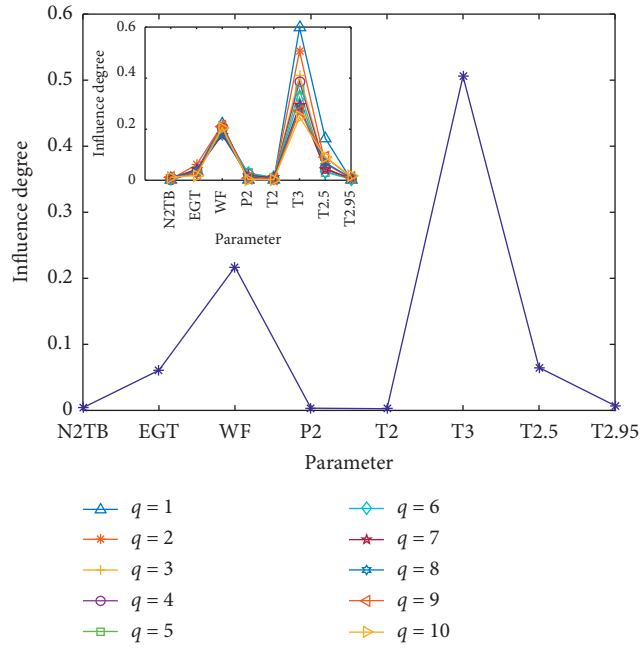 0.6
0.5
0.4
0.3
0.2
0.1
0
Influence degree
N2TB EGT WF P2 T2 T3 T2.5 T2.95
Parameter
0.6
0.4
0.2
0
Influence degree
N2TB EGT WF P2 T2 T3 T2.5 T2.95
Parameter
q = 1
q = 2
q = 3
q = 4
q = 5
q = 6
q = 7
q = 8
q = 9
q = 10